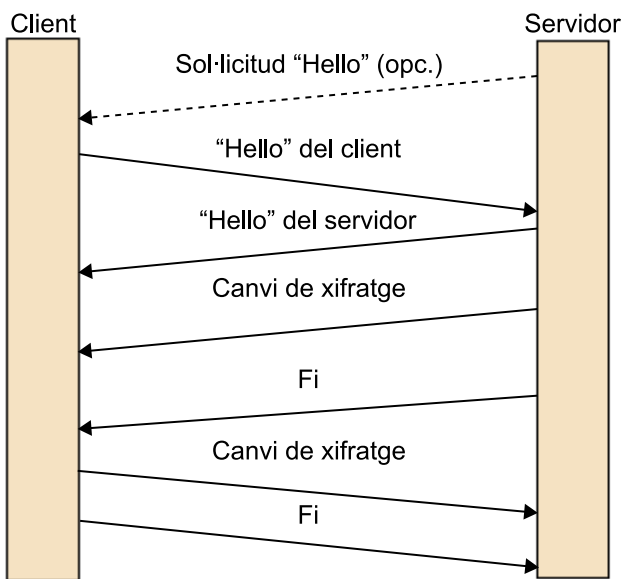 Client
Servidor
Sol·licitud “Hello” (opc.)
“Hello” del client
“Hello” del servidor
Canvi de xifratge
Fi
Canvi de xifratge
Fi